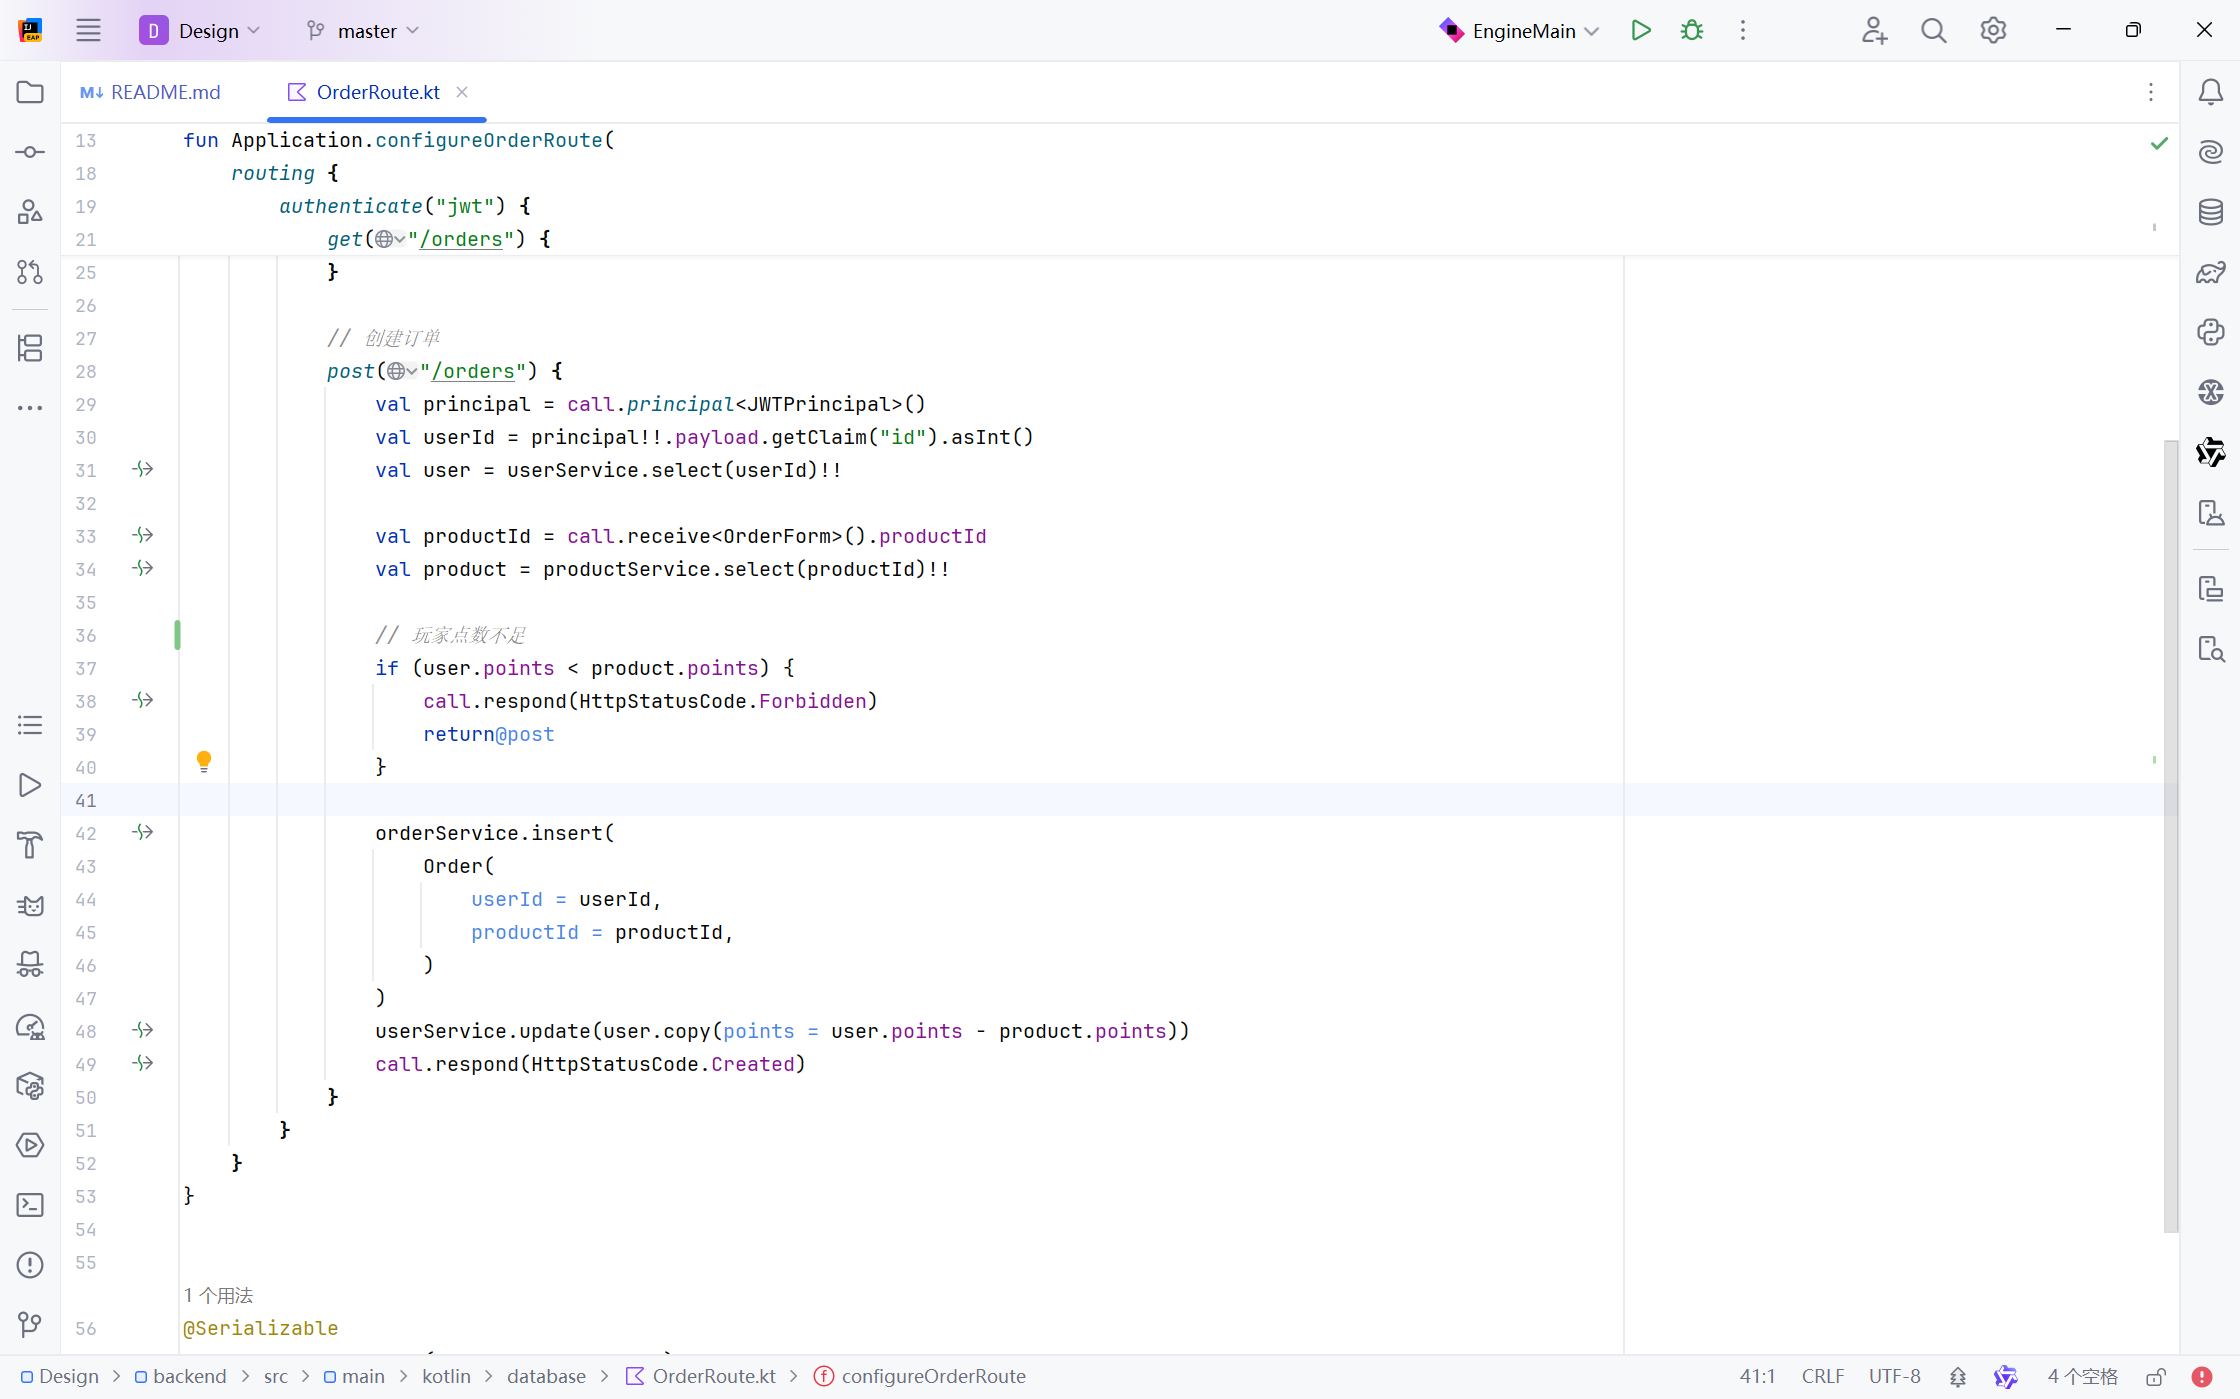 D Design master EngineMain
README.md OrderRoute.kt
13 fun Application.configureOrderRoute(
18 routing {
19 authenticate("jwt") {
21 get("/orders") {
25 }
26
27 // 创建订单
28 post("/orders") {
29 val principal = call.principal<JWTPrincipal>()
30 val userId = principal!!.payload.getClaim("id").asInt()
31 val user = userService.select(userId)!!
32
33 val productId = call.receive<OrderForm>().productId
34 val product = productService.select(productId)!!
35
36 // 玩家点数不足
37 if (user.points < product.points) {
38 call.respond(HttpStatusCode.Forbidden)
39 return@post
40 }
41
42 orderService.insert(
43 Order(
44 userId = userId,
45 productId = productId,
46 )
47 )
48 userService.update(user.copy(points = user.points - product.points))
49 call.respond(HttpStatusCode.Created)
50 }
51 }
52 }
53 }
54
55
1 个用法
56 @Serializable
Design > backend > src > main > kotlin > database > OrderRoute.kt > configureOrderRoute 41:1 CRLF UTF-8 4 个空格